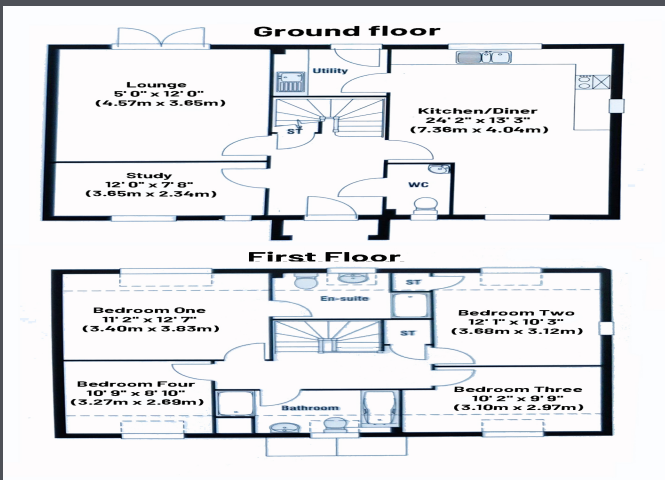 Ground floor
Utility
Lounge
5' 0" x 12' 0"
(4.57m x 3.65m)
Kitchen/Diner
24' 2" x 13' 3"
(7.36m x 4.04m)
ST
Study
12' 0" x 7' 8"
(3.65m x 2.34m)
WC
First Floor
ST
En-suite
Bedroom One
11' 2" x 12' 7"
(3.40m x 3.83m)
Bedroom Two
12' 1" x 10' 3"
(3.68m x 3.12m)
ST
Bedroom Four
10' 9" x 8' 10"
(3.27m x 2.69m)
Bedroom Three
10' 2" x 9' 9"
(3.10m x 2.97m)
Bathroom